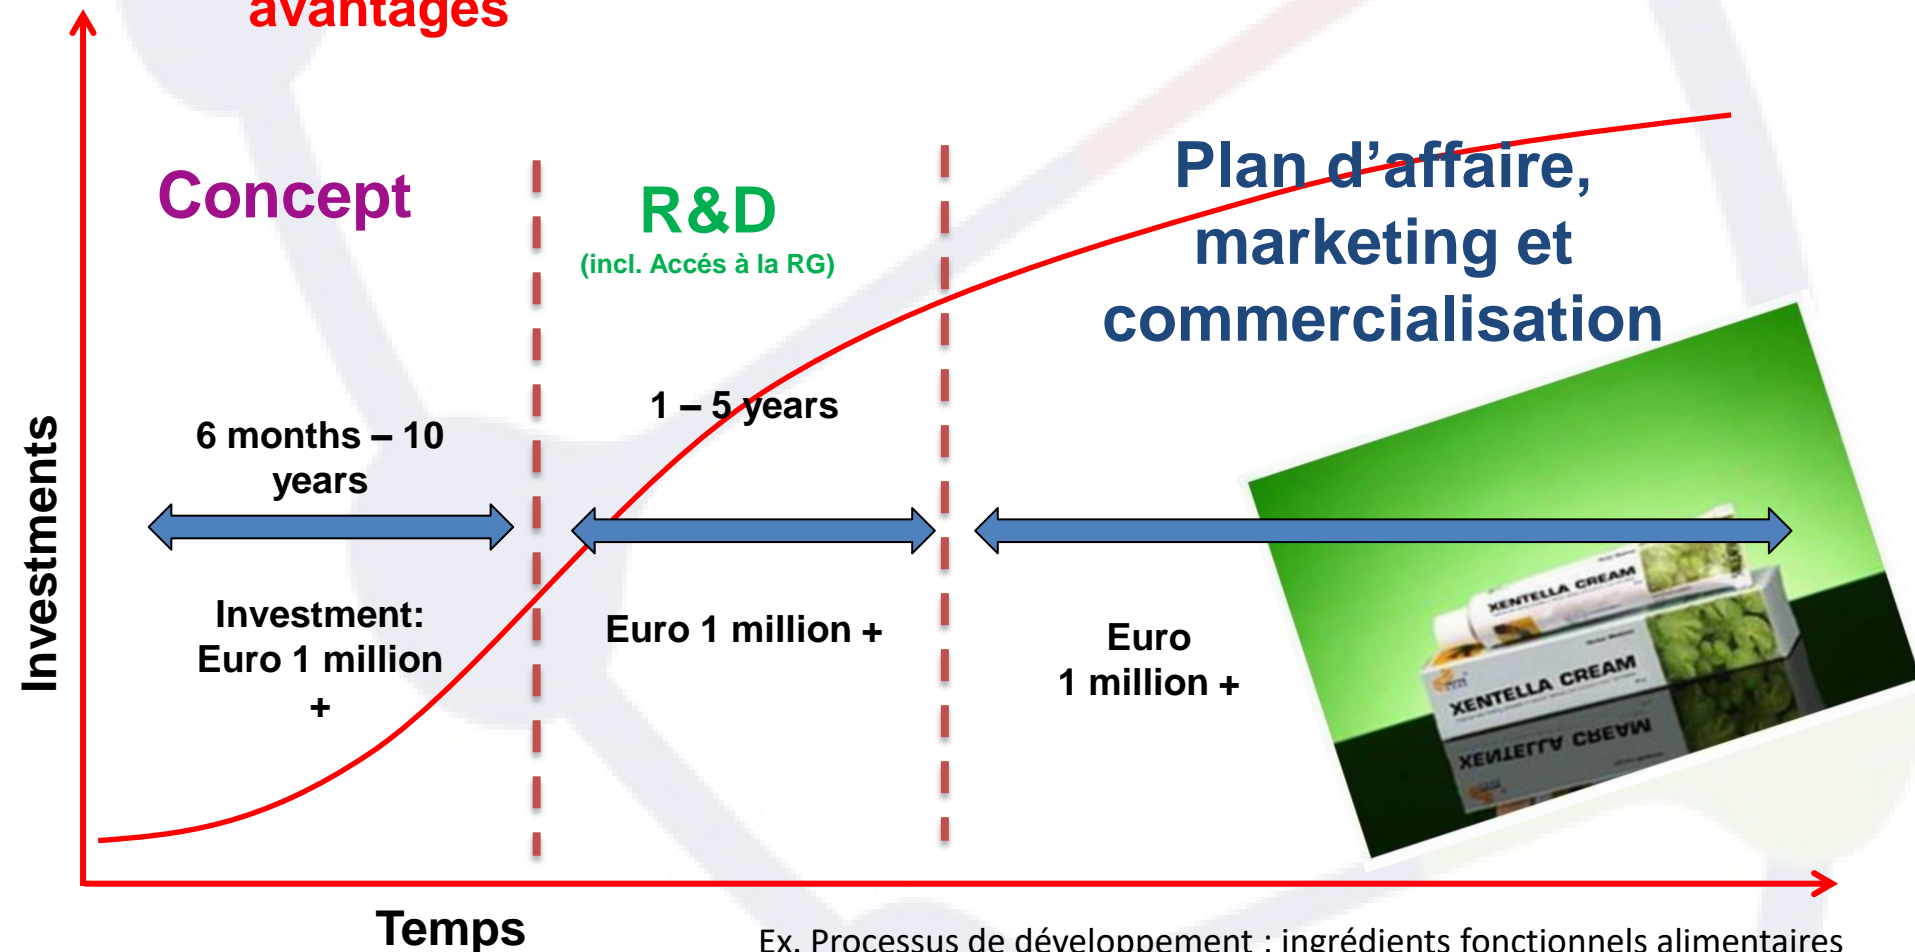 avantages
Concept
R&D
(incl. Accés à la RG)
Plan d’affaire,
marketing et
commercialisation
6 months – 10
years
1 – 5 years
Investments
Investment:
Euro 1 million
+
Euro 1 million +
Euro
1 million +
XENTELLA CREAM
XENTELLA CREAM
Temps
Ex. Processus de développement : ingrédients fonctionnels alimentaires